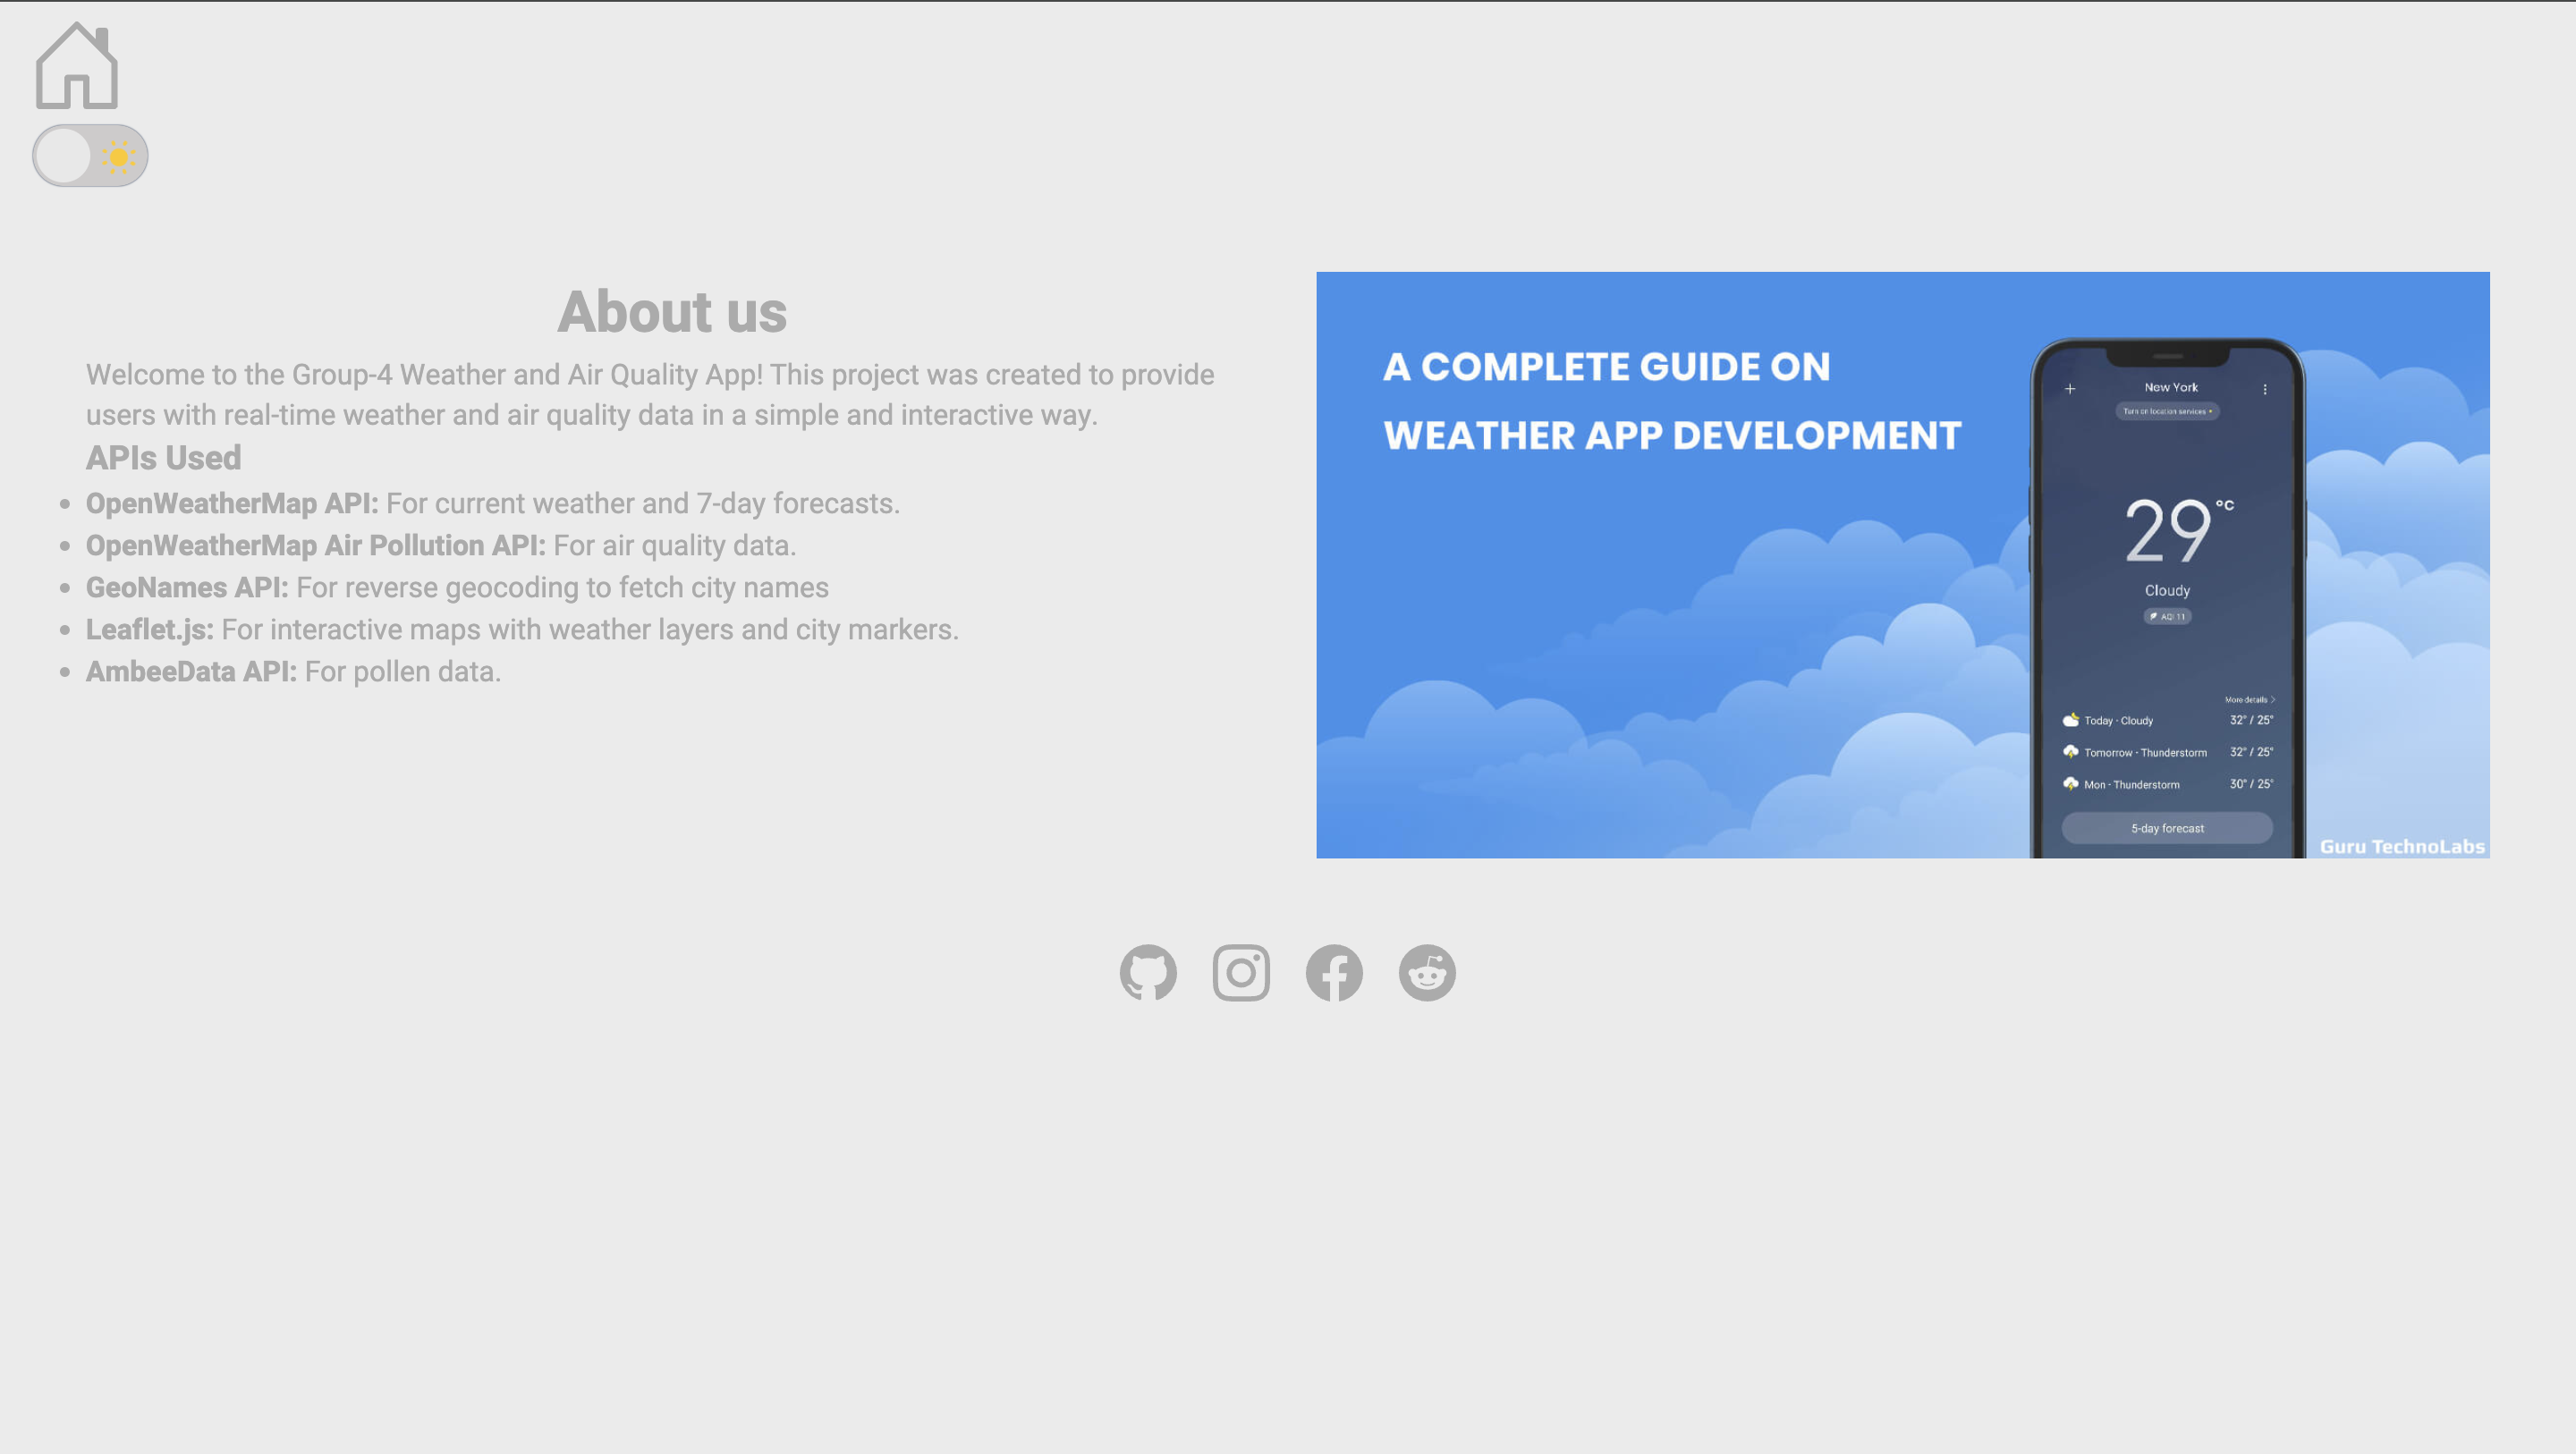 About us
Welcome to the Group-4 Weather and Air Quality App! This project was created to provide
users with real-time weather and air quality data in a simple and interactive way.
APIs Used
• OpenWeatherMap API: For current weather and 7-day forecasts.
• OpenWeatherMap Air Pollution API: For air quality data.
• GeoNames API: For reverse geocoding to fetch city names
• Leaflet.js: For interactive maps with weather layers and city markers.
• AmbeeData API: For pollen data.
A COMPLETE GUIDE ON
WEATHER APP DEVELOPMENT
New York
Turn on location services •
29 °C
Cloudy
AQI 11
More details >
Today · Cloudy 32° / 25°
Tomorrow · Thunderstorm 32° / 25°
Mon · Thunderstorm 30° / 25°
5-day forecast
Guru TechnoLabs